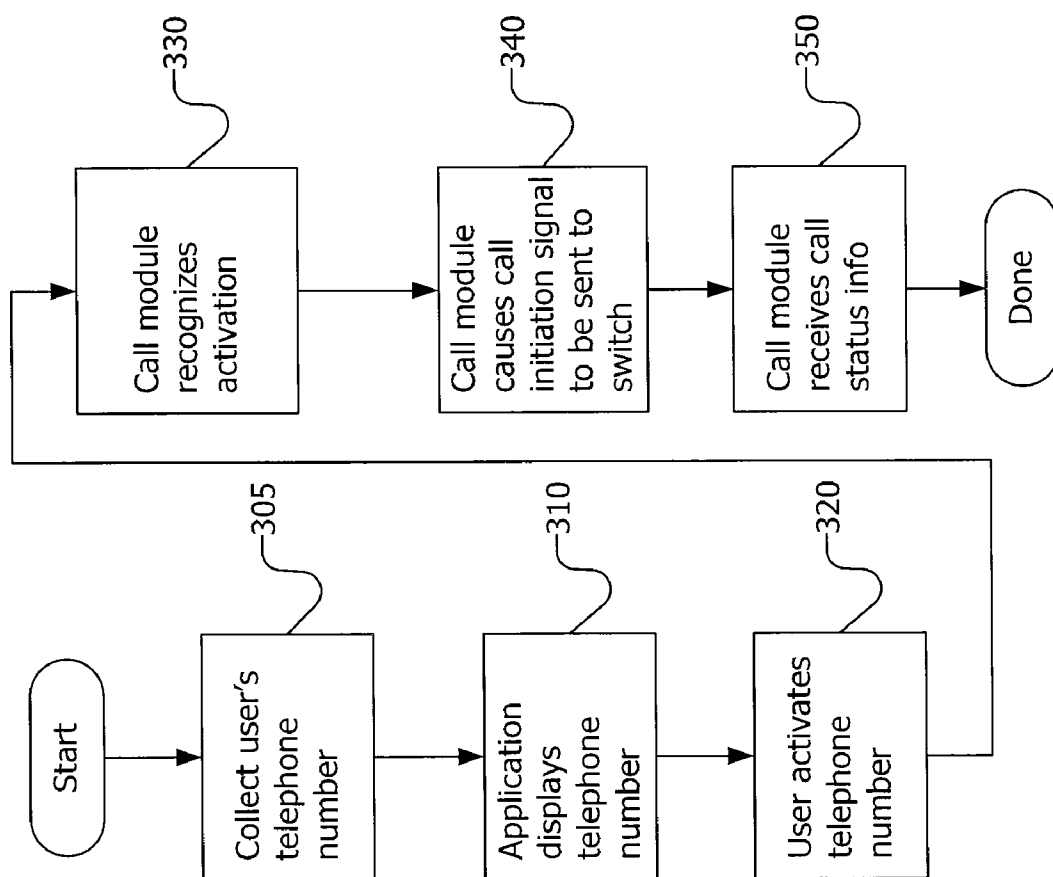 Start
Collect user's
telephone
number
305
Application
displays
telephone
number
310
User activates
telephone
number
320
Call module
recognizes
activation
330
Call module
causes call
initiation signal
to be sent to
switch
340
Call module
receives call
status info
350
Done